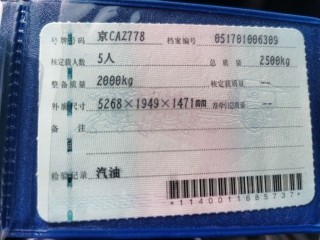 号牌号码 京CAZ778 档案编号 051701006309
核定载人数 5人 总质量 2500kg
整备质量 2000kg 核定载质量 --
外廓尺寸 5268×1949×1471mm 准牵引总质量 --
备注
检验记录 汽油
*1140011685737*